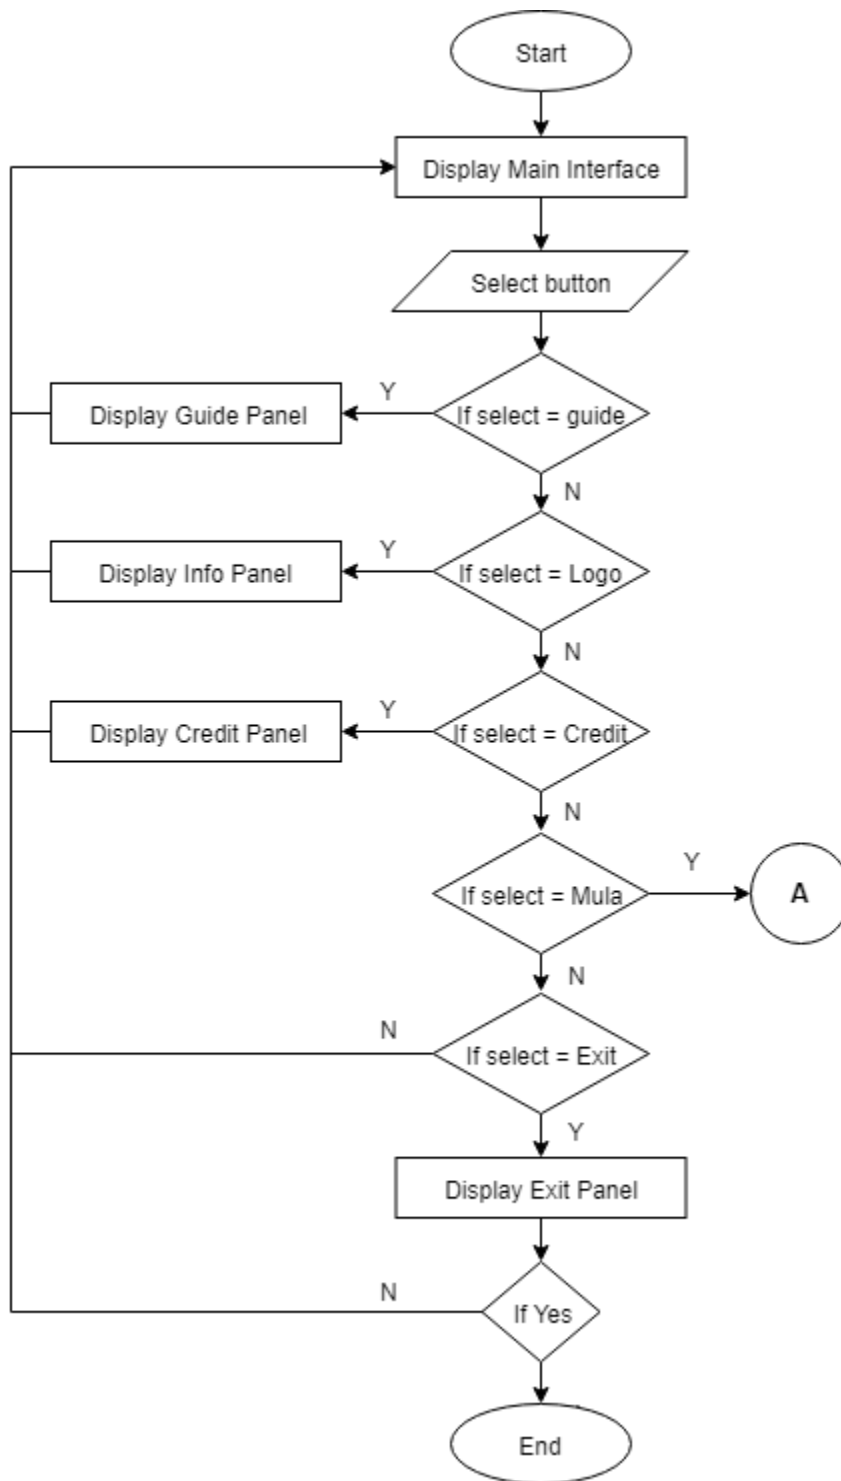 Start
Display Main Interface
Select button
Y
Display Guide Panel
If select = guide
N
Y
Display Info Panel
If select = Logo
N
Y
Display Credit Panel
If select = Credit
N
Y
If select = Mula
A
N
N
If select = Exit
Y
Display Exit Panel
N
If Yes
End